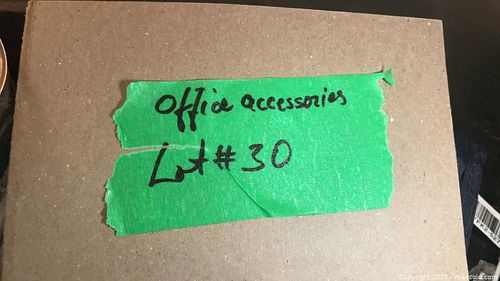 Office accessories
Lot #30